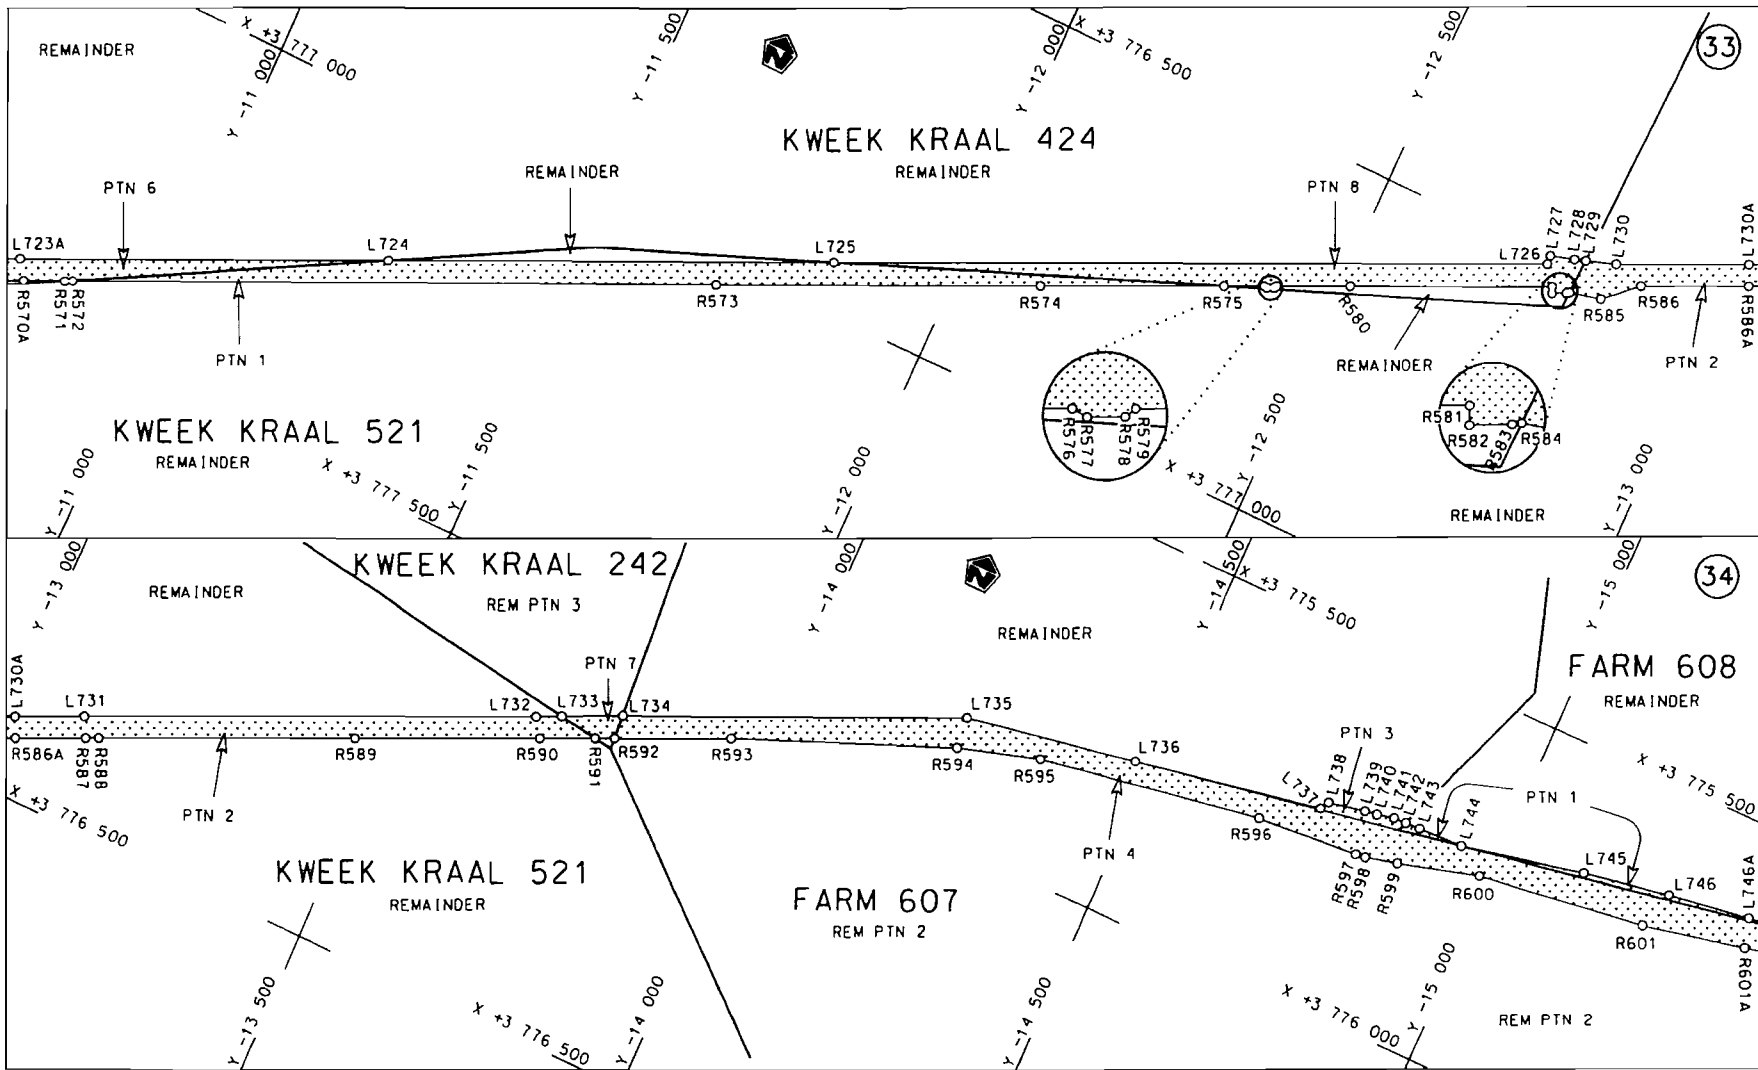 REMAINDER
X +3 777 000
Y -11 000
Y -11 500
N
Y -12 000
X +3 776 500
Y -12 500
33
KWEEK KRAAL 424
REMAINDER
REMAINDER
PTN 6
PTN 8
L723A
L724
L725
L726
L727
L728
L729
L730
L730A
R570A
R571
R572
R573
R574
R575
R580
R585
R586
R586A
PTN 1
REMAINDER
PTN 2
R576
R577
R578
R579
R581
R582
R583
R584
KWEEK KRAAL 521
REMAINDER
Y -11 000
X +3 777 500
Y -11 500
Y -12 000
X +3 777 000
Y -12 500
REMAINDER
Y -13 000
Y -13 000
REMAINDER
KWEEK KRAAL 242
REM PTN 3
Y -14 000
N
REMAINDER
Y -14 500
X +3 775 500
Y -15 000
34
FARM 608
REMAINDER
L730A
L731
L732
L733
PTN 7
L734
L735
L736
L737
L738
PTN 3
L739
L740
L741
L742
L743
L744
PTN 1
L745
L746
L746A
X +3 775 500
R586A
R587
R588
R589
R590
R591
R592
R593
R594
R595
R596
R597
R598
R599
R600
R601
R601A
X +3 776 500
PTN 2
PTN 4
KWEEK KRAAL 521
REMAINDER
FARM 607
REM PTN 2
Y -13 500
X +3 776 500
Y -14 000
Y -14 500
X +3 776 000
Y -15 000
REM PTN 2